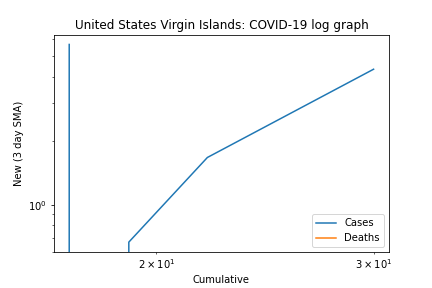 United States Virgin Islands: COVID-19 log graph
New (3 day SMA)
10⁰
Cases
Deaths
2 × 10¹
3 × 10¹
Cumulative